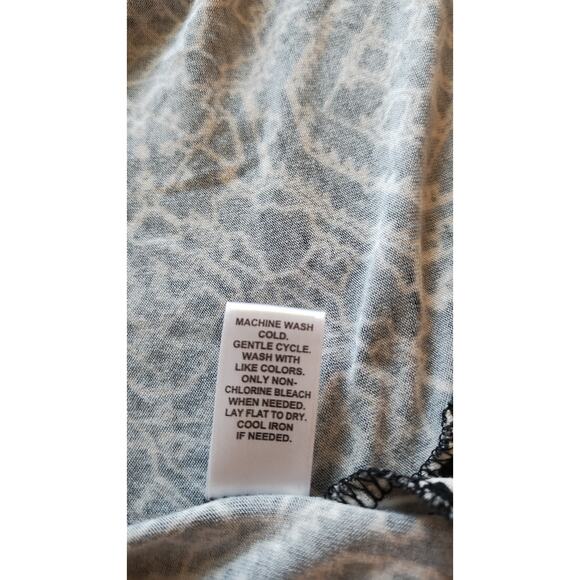 MACHINE WASH
COLD.
GENTLE CYCLE.
WASH WITH
LIKE COLORS.
ONLY NON-
CHLORINE BLEACH
WHEN NEEDED.
LAY FLAT TO DRY.
COOL IRON
IF NEEDED.